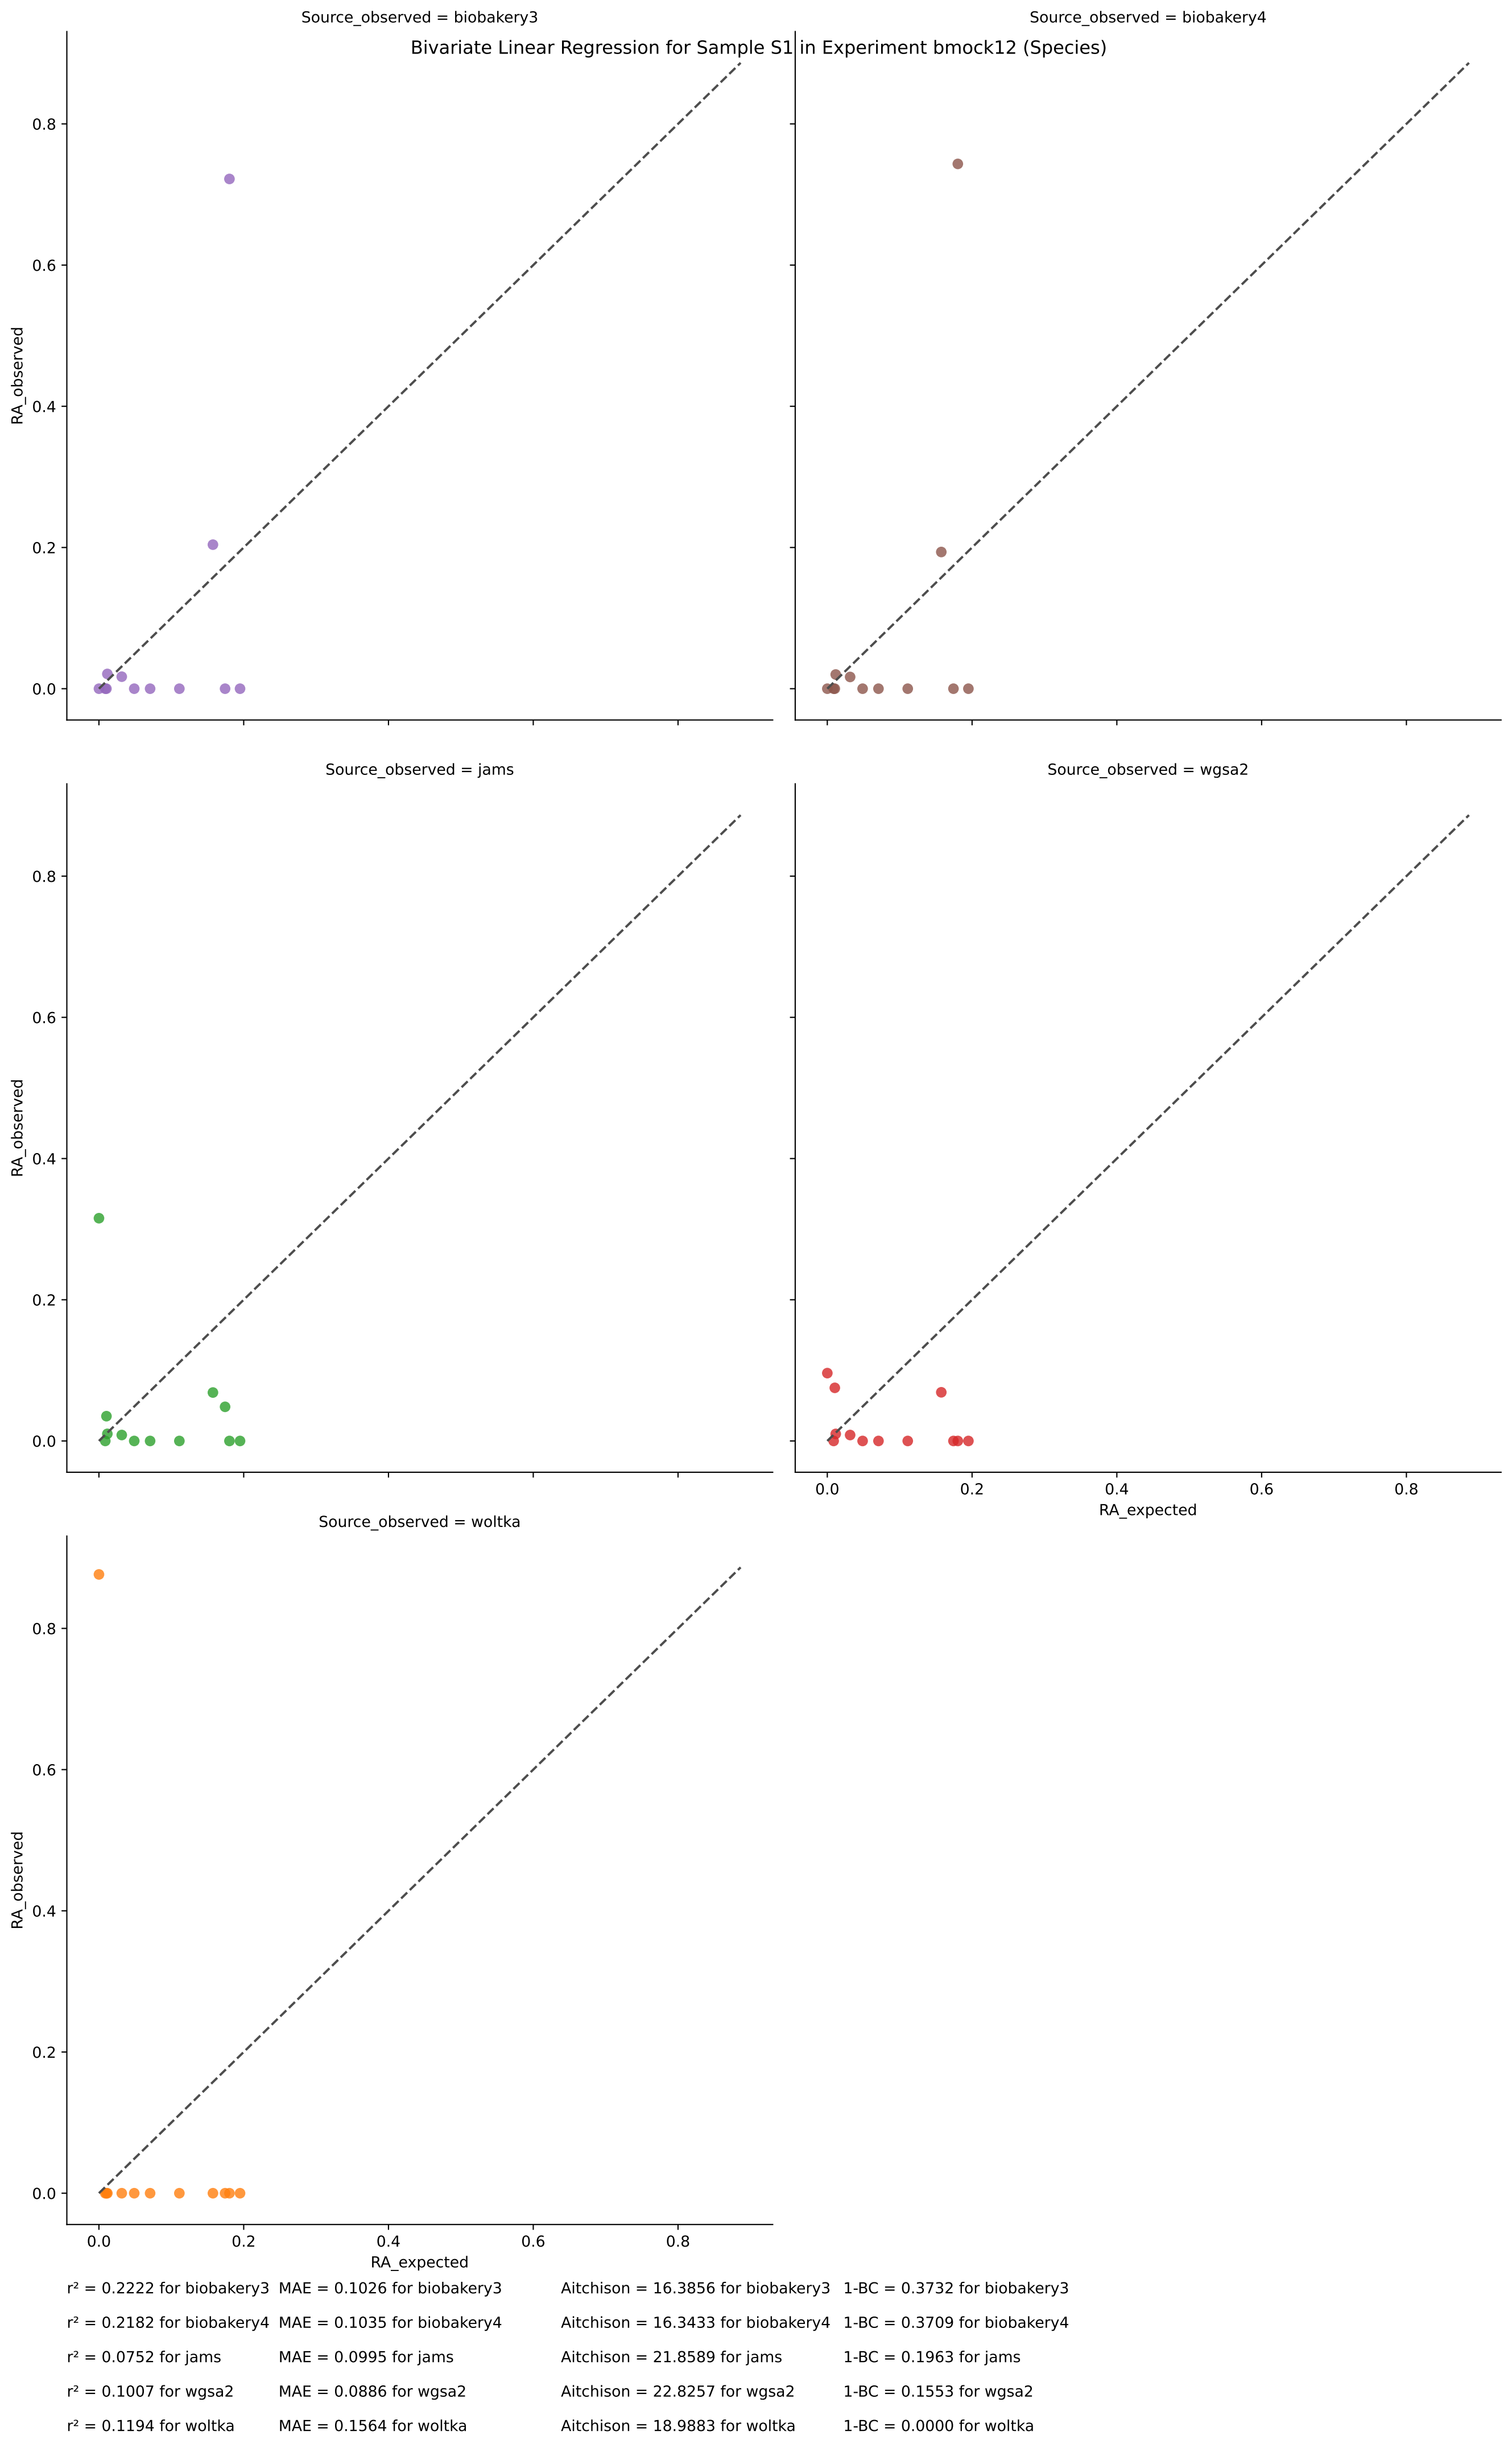 Source_observed = biobakery3
Source_observed = biobakery4
Bivariate Linear Regression for Sample S1 in Experiment bmock12 (Species)
0.8
0.6
0.4
0.2
0.0
RA_observed
Source_observed = jams
Source_observed = wgsa2
0.8
0.6
0.4
0.2
0.0
RA_observed
0.0 0.2 0.4 0.6 0.8
RA_expected
Source_observed = woltka
0.8
0.6
0.4
0.2
0.0
RA_observed
0.0 0.2 0.4 0.6 0.8
RA_expected
r² = 0.2222 for biobakery3 MAE = 0.1026 for biobakery3 Aitchison = 16.3856 for biobakery3 1-BC = 0.3732 for biobakery3
r² = 0.2182 for biobakery4 MAE = 0.1035 for biobakery4 Aitchison = 16.3433 for biobakery4 1-BC = 0.3709 for biobakery4
r² = 0.0752 for jams MAE = 0.0995 for jams Aitchison = 21.8589 for jams 1-BC = 0.1963 for jams
r² = 0.1007 for wgsa2 MAE = 0.0886 for wgsa2 Aitchison = 22.8257 for wgsa2 1-BC = 0.1553 for wgsa2
r² = 0.1194 for woltka MAE = 0.1564 for woltka Aitchison = 18.9883 for woltka 1-BC = 0.0000 for woltka